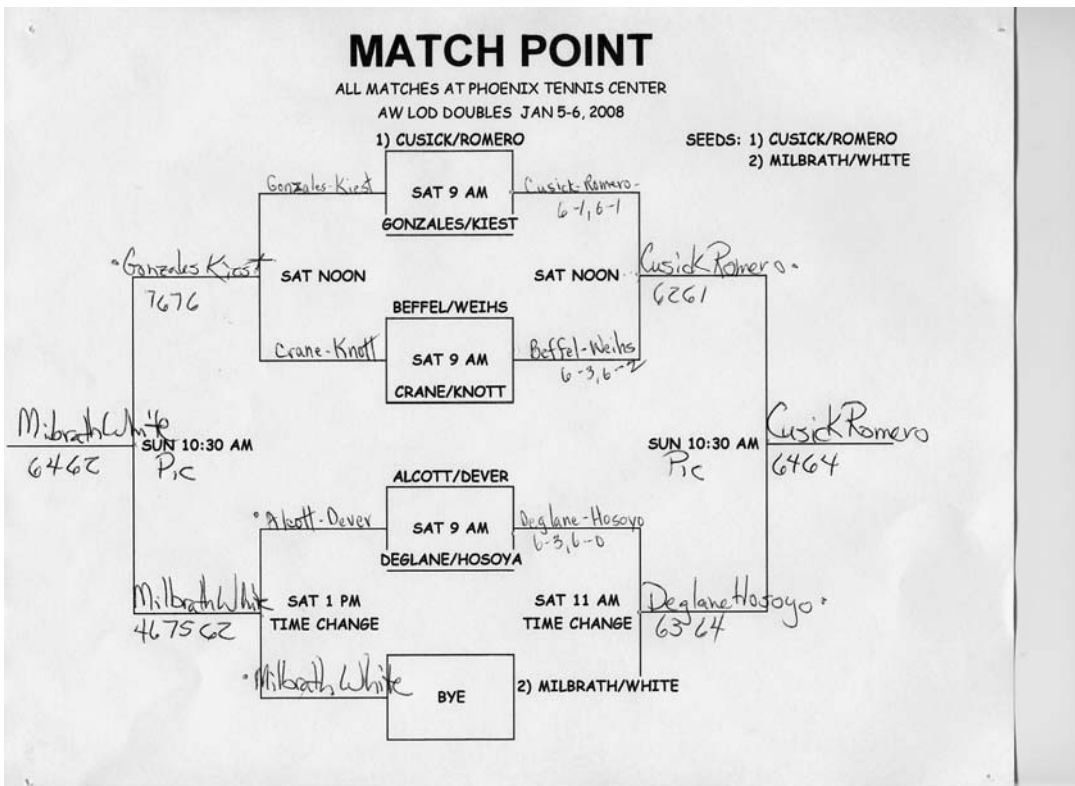 MATCH POINT
ALL MATCHES AT PHOENIX TENNIS CENTER
AW LOD DOUBLES JAN 5-6, 2008
1) CUSICK/ROMERO
SEEDS: 1) CUSICK/ROMERO
2) MILBRATH/WHITE
Gonzales-Kiest
SAT 9 AM
Cusick-Romero-
6-1, 6-1
GONZALES/KIEST
Gonzales Kiest
7676
SAT NOON
SAT NOON
Cusick Romero
6261
BEFFEL/WEIHS
Crane-Knott
SAT 9 AM
Beffel-Weihs
6-3, 6-2
CRANE/KNOTT
Milbrath White
6462
SUN 10:30 AM
Pic
SUN 10:30 AM
Pic
Cusick Romero
6464
ALCOTT/DEVER
Alcott-Dever
SAT 9 AM
Deglane-Hosoyo
6-3, 6-0
DEGLANE/HOSOYA
Milbrath White
467562
SAT 1 PM
TIME CHANGE
SAT 11 AM
TIME CHANGE
Deglane Hosoyo
6364
Milbrath White
BYE
2) MILBRATH/WHITE